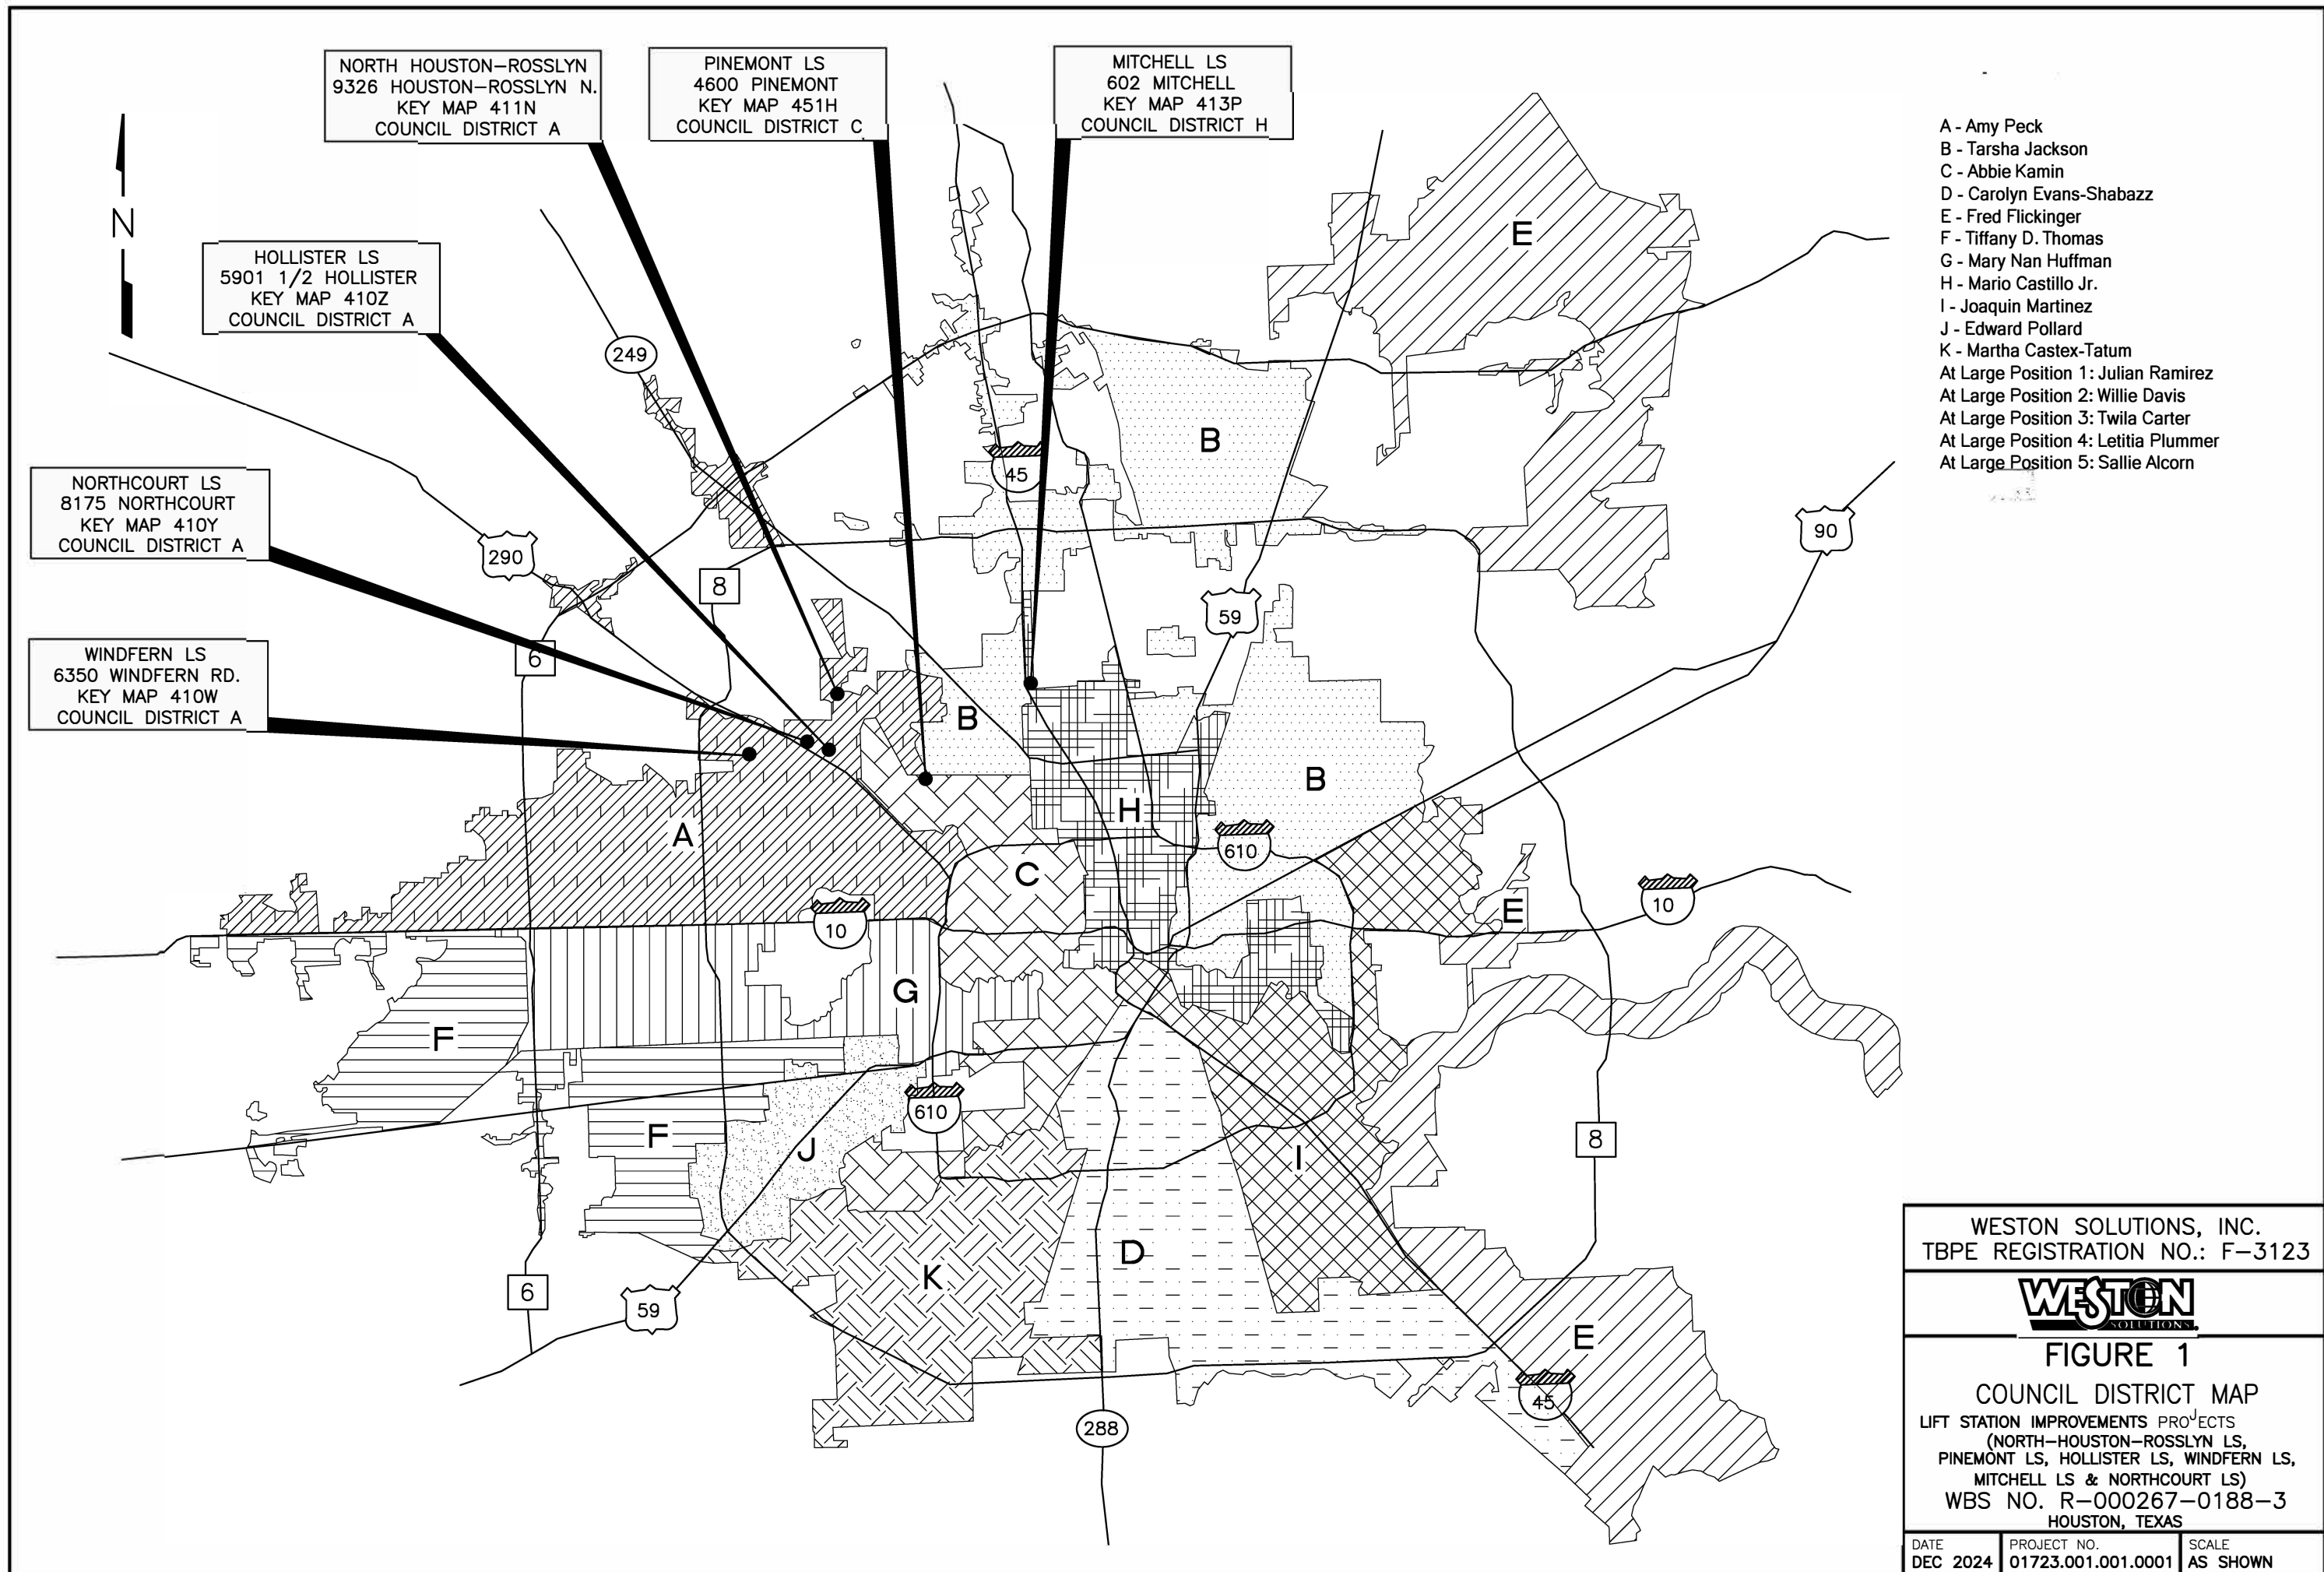 NORTH HOUSTON-ROSSLYN
9326 HOUSTON-ROSSLYN N.
KEY MAP 411N
COUNCIL DISTRICT A
PINEMONT LS
4600 PINEMONT
KEY MAP 451H
COUNCIL DISTRICT C
MITCHELL LS
602 MITCHELL
KEY MAP 413P
COUNCIL DISTRICT H
A - Amy Peck
B - Tarsha Jackson
C - Abbie Kamin
D - Carolyn Evans-Shabazz
E - Fred Flickinger
F - Tiffany D. Thomas
G - Mary Nan Huffman
H - Mario Castillo Jr.
I - Joaquin Martinez
J - Edward Pollard
K - Martha Castex-Tatum
At Large Position 1: Julian Ramirez
At Large Position 2: Willie Davis
At Large Position 3: Twila Carter
At Large Position 4: Letitia Plummer
At Large Position 5: Sallie Alcorn
N
HOLLISTER LS
5901 1/2 HOLLISTER
KEY MAP 410Z
COUNCIL DISTRICT A
NORTHCOURT LS
8175 NORTHCOURT
KEY MAP 410Y
COUNCIL DISTRICT A
WINDFERN LS
6350 WINDFERN RD.
KEY MAP 410W
COUNCIL DISTRICT A
E
249
B
45
90
290
8
59
6
B
B
H
A
610
C
E
10
10
G
F
610
F
J
8
I
D
K
6
59
E
45
288
WESTON SOLUTIONS, INC.
TBPE REGISTRATION NO.: F-3123
WESTON
SOLUTIONS
FIGURE 1
COUNCIL DISTRICT MAP
LIFT STATION IMPROVEMENTS PROJECTS
(NORTH-HOUSTON-ROSSLYN LS,
PINEMONT LS, HOLLISTER LS, WINDFERN LS,
MITCHELL LS & NORTHCOURT LS)
WBS NO. R-000267-0188-3
HOUSTON, TEXAS
DATE
DEC 2024
PROJECT NO.
01723.001.001.0001
SCALE
AS SHOWN